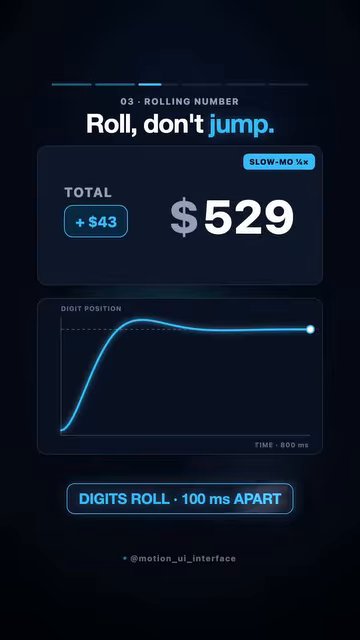 03 · ROLLING NUMBER
Roll, don't jump.
SLOW-MO ¼×
TOTAL
+ $43
$529
DIGIT POSITION
TIME · 800 ms
DIGITS ROLL · 100 ms APART
@motion_ui_interface